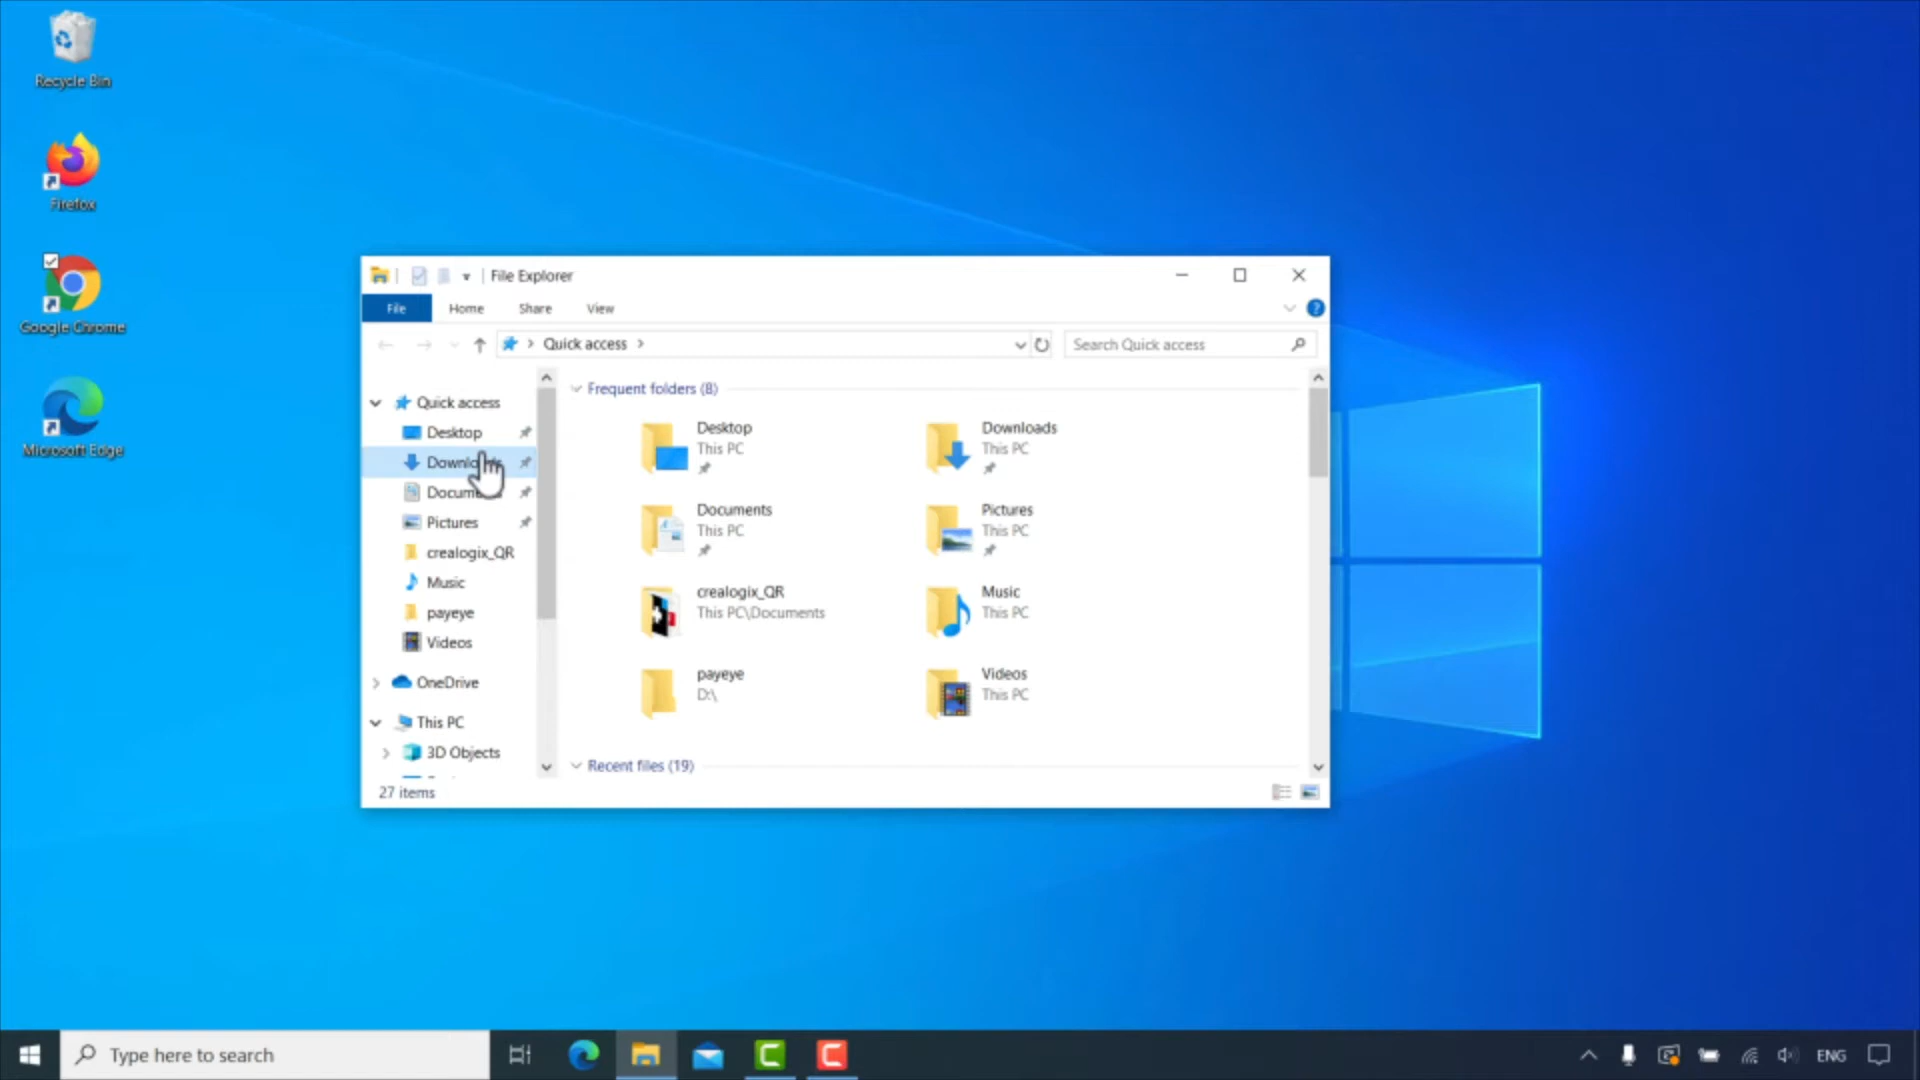 Recycle Bin
Firefox
Google Chrome
Microsoft Edge
File Explorer
File Home Share View
Quick access
Search Quick access
Quick access
Desktop
Pictures
crealogix_QR
Music
payeye
Videos
OneDrive
This PC
3D Objects
27 items
Frequent folders (8)
Desktop
This PC
Downloads
This PC
Documents
This PC
Pictures
This PC
crealogix_QR
This PC\Documents
Music
This PC
payeye
D:\
Videos
This PC
Recent files (19)
Type here to search
ENG